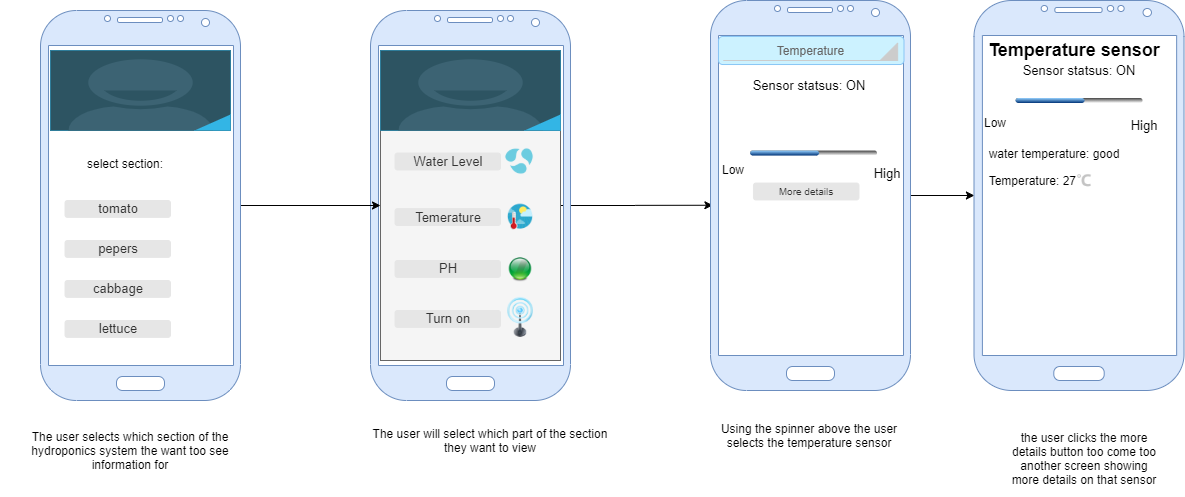 select section:
tomato
pepers
cabbage
lettuce
The user selects which section of the
hydroponics system the want too see
information for
Water Level
Temerature
PH
Turn on
The user will select which part of the section
they want to view
Temperature
Sensor statsus: ON
Low
High
More details
Using the spinner above the user
selects the temperature sensor
Temperature sensor
Sensor statsus: ON
Low
High
water temperature: good
Temperature: 27°C
the user clicks the more
details button too come too
another screen showing
more details on that sensor